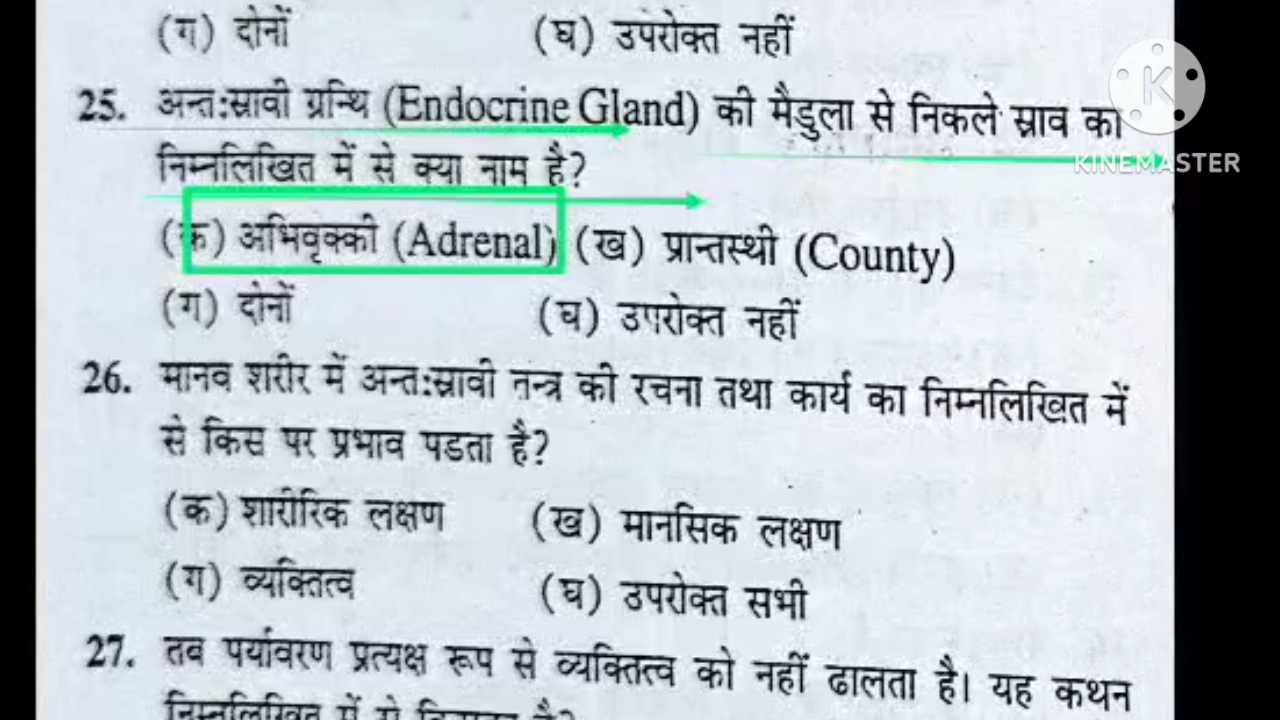 (ग) दोनों (घ) उपरोक्त नहीं
25. अन्त:स्रावी ग्रन्थि (Endocrine Gland) की मैडुला से निकले स्राव का
निम्नलिखित में से क्या नाम है?
(क) अभिवृक्की (Adrenal) (ख) प्रान्तस्थी (County)
(ग) दोनों (घ) उपरोक्त नहीं
26. मानव शरीर में अन्त:स्रावी तन्त्र की रचना तथा कार्य का निम्नलिखित में
से किस पर प्रभाव पडता है?
(क) शारीरिक लक्षण (ख) मानसिक लक्षण
(ग) व्यक्तित्व (घ) उपरोक्त सभी
27. तब पर्यावरण प्रत्यक्ष रूप से व्यक्तित्व को नहीं ढालता है। यह कथन
निम्नलिखित में से
K
KINEMASTER